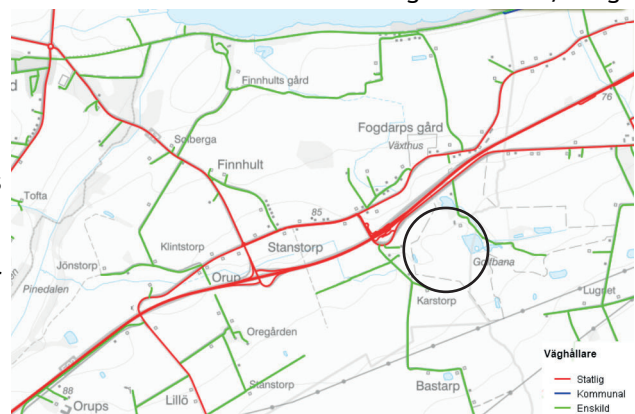 Finnhults gård
76
Fogdarps gård
Växthus
Solberga
Finnhult
Tofta
85
Klintstorp
Stanstorp
Jönstorp
Orup
Golfbana
Pinedalen
Lugnet
Karstorp
Oregården
Väghållare
Stanstorp
Statlig
88
Bastarp
Kommunal
Lillö
Orups
Enskild